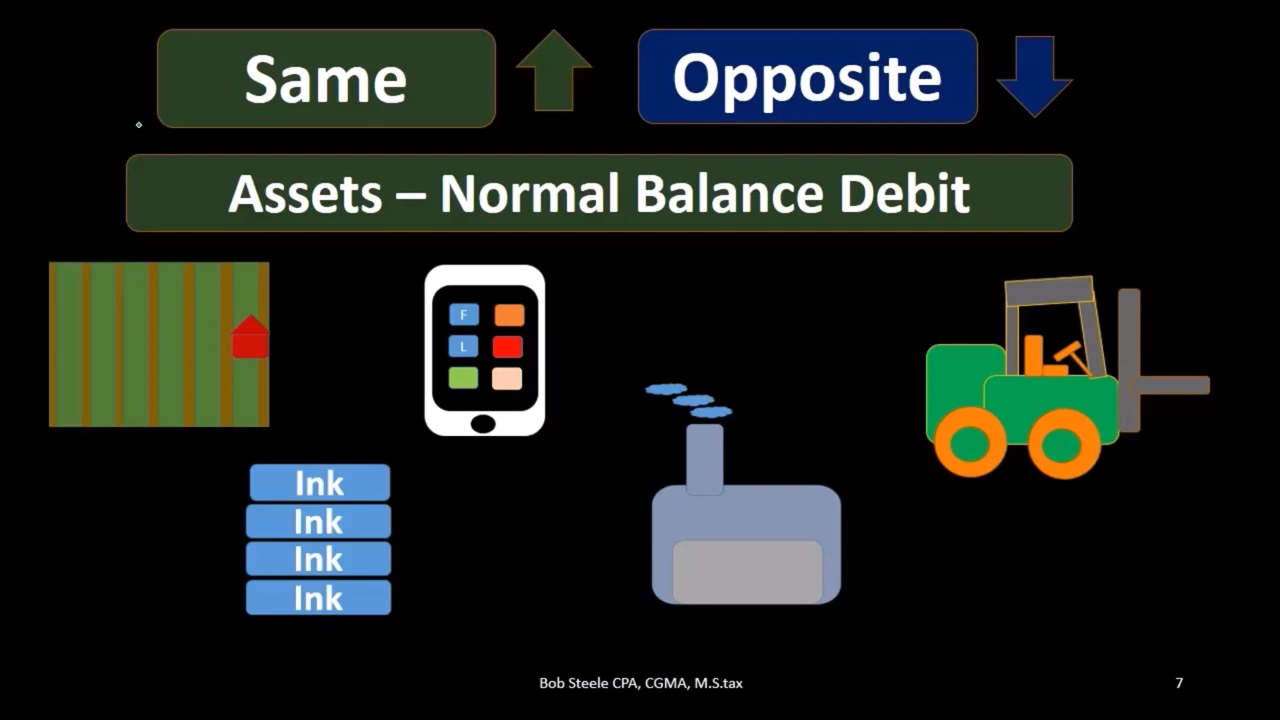 Same
Opposite
Assets – Normal Balance Debit
F
L
Ink
Ink
Ink
Ink
Bob Steele CPA, CGMA, M.S.tax
7